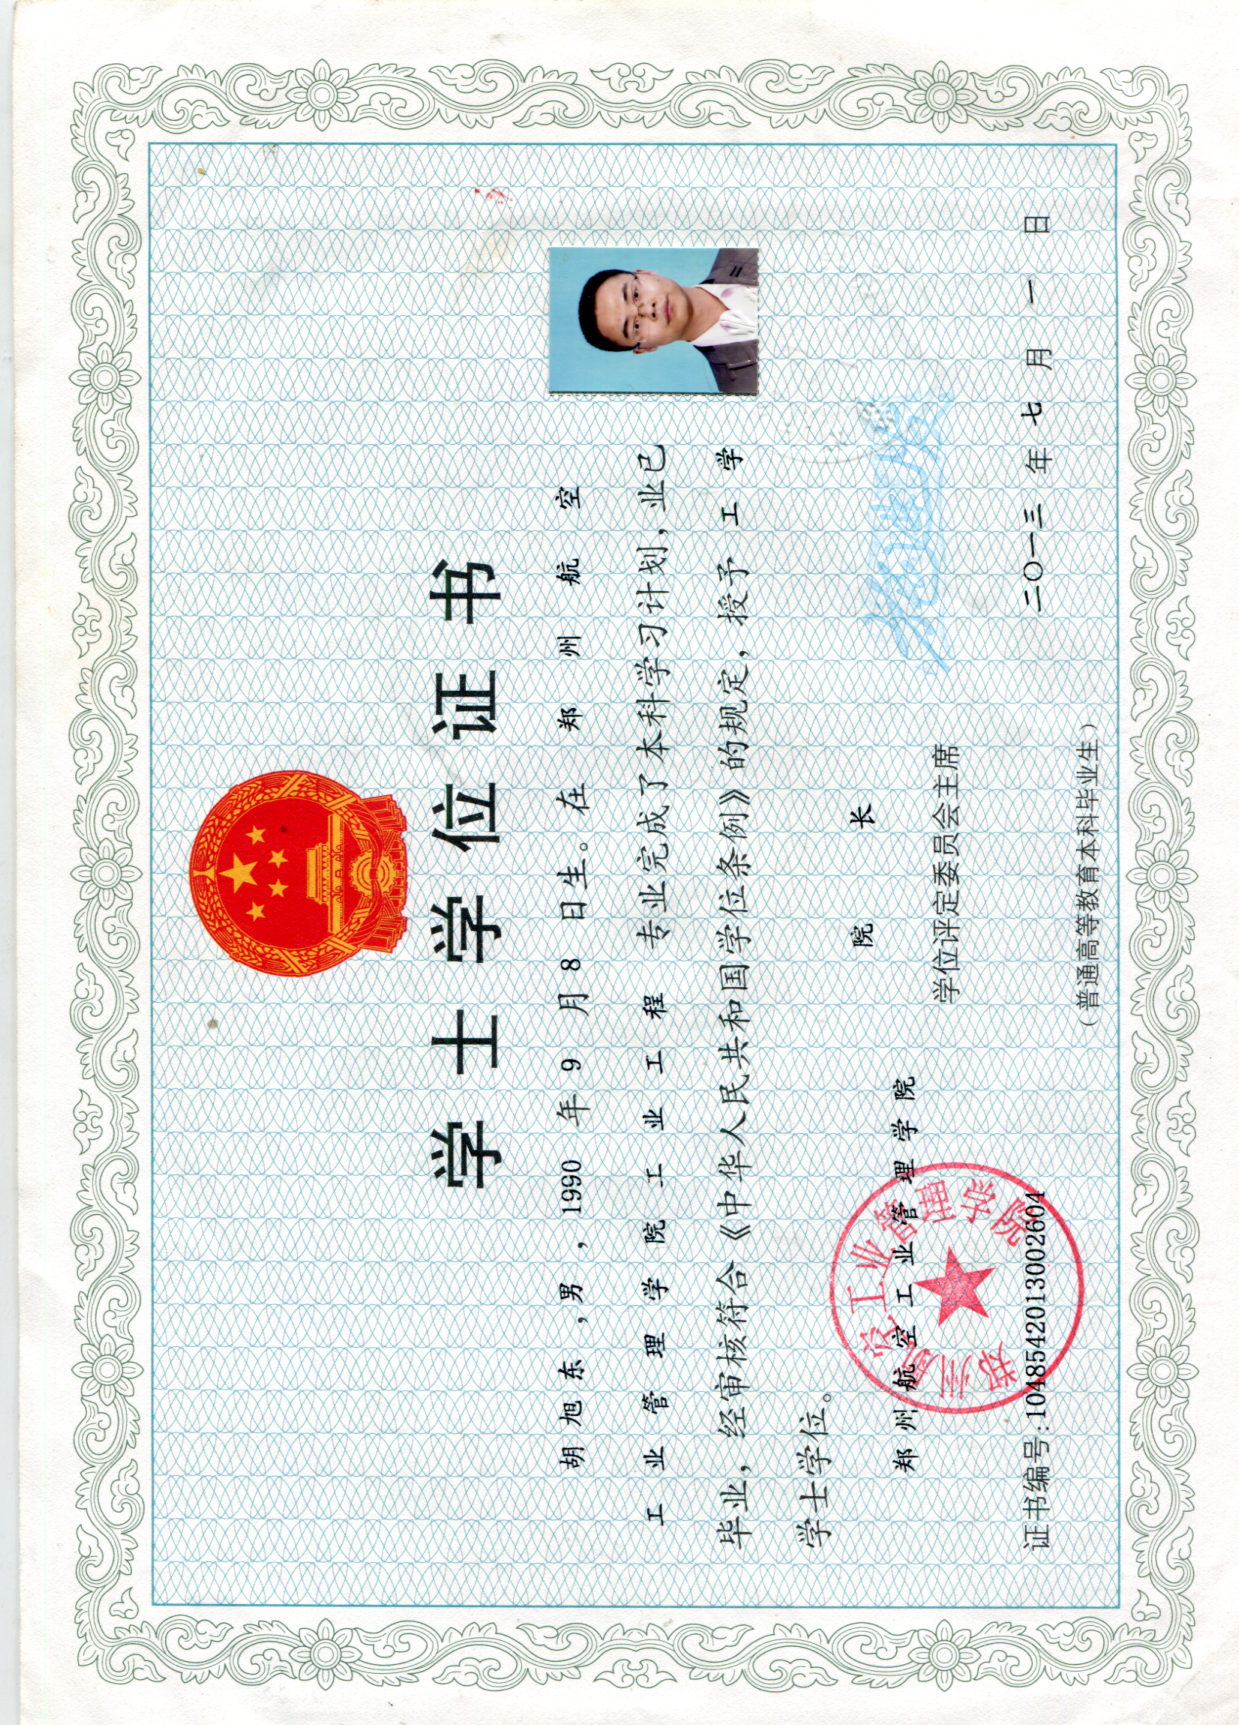 学士学位证书
胡旭东，男，1990 年 9 月 8 日生。在 郑州航空
工业管理学院工业工程 专业完成了本科学习计划，业已
毕业，经审核符合《中华人民共和国学位条例》的规定，授予 工学
学士学位。
院长
郑州航空工业管理学院
学位评定委员会主席
郑州航空工业管理学院
证书编号：1048542013002604
二〇一三 年 七 月 一 日
（普通高等教育本科毕业生）